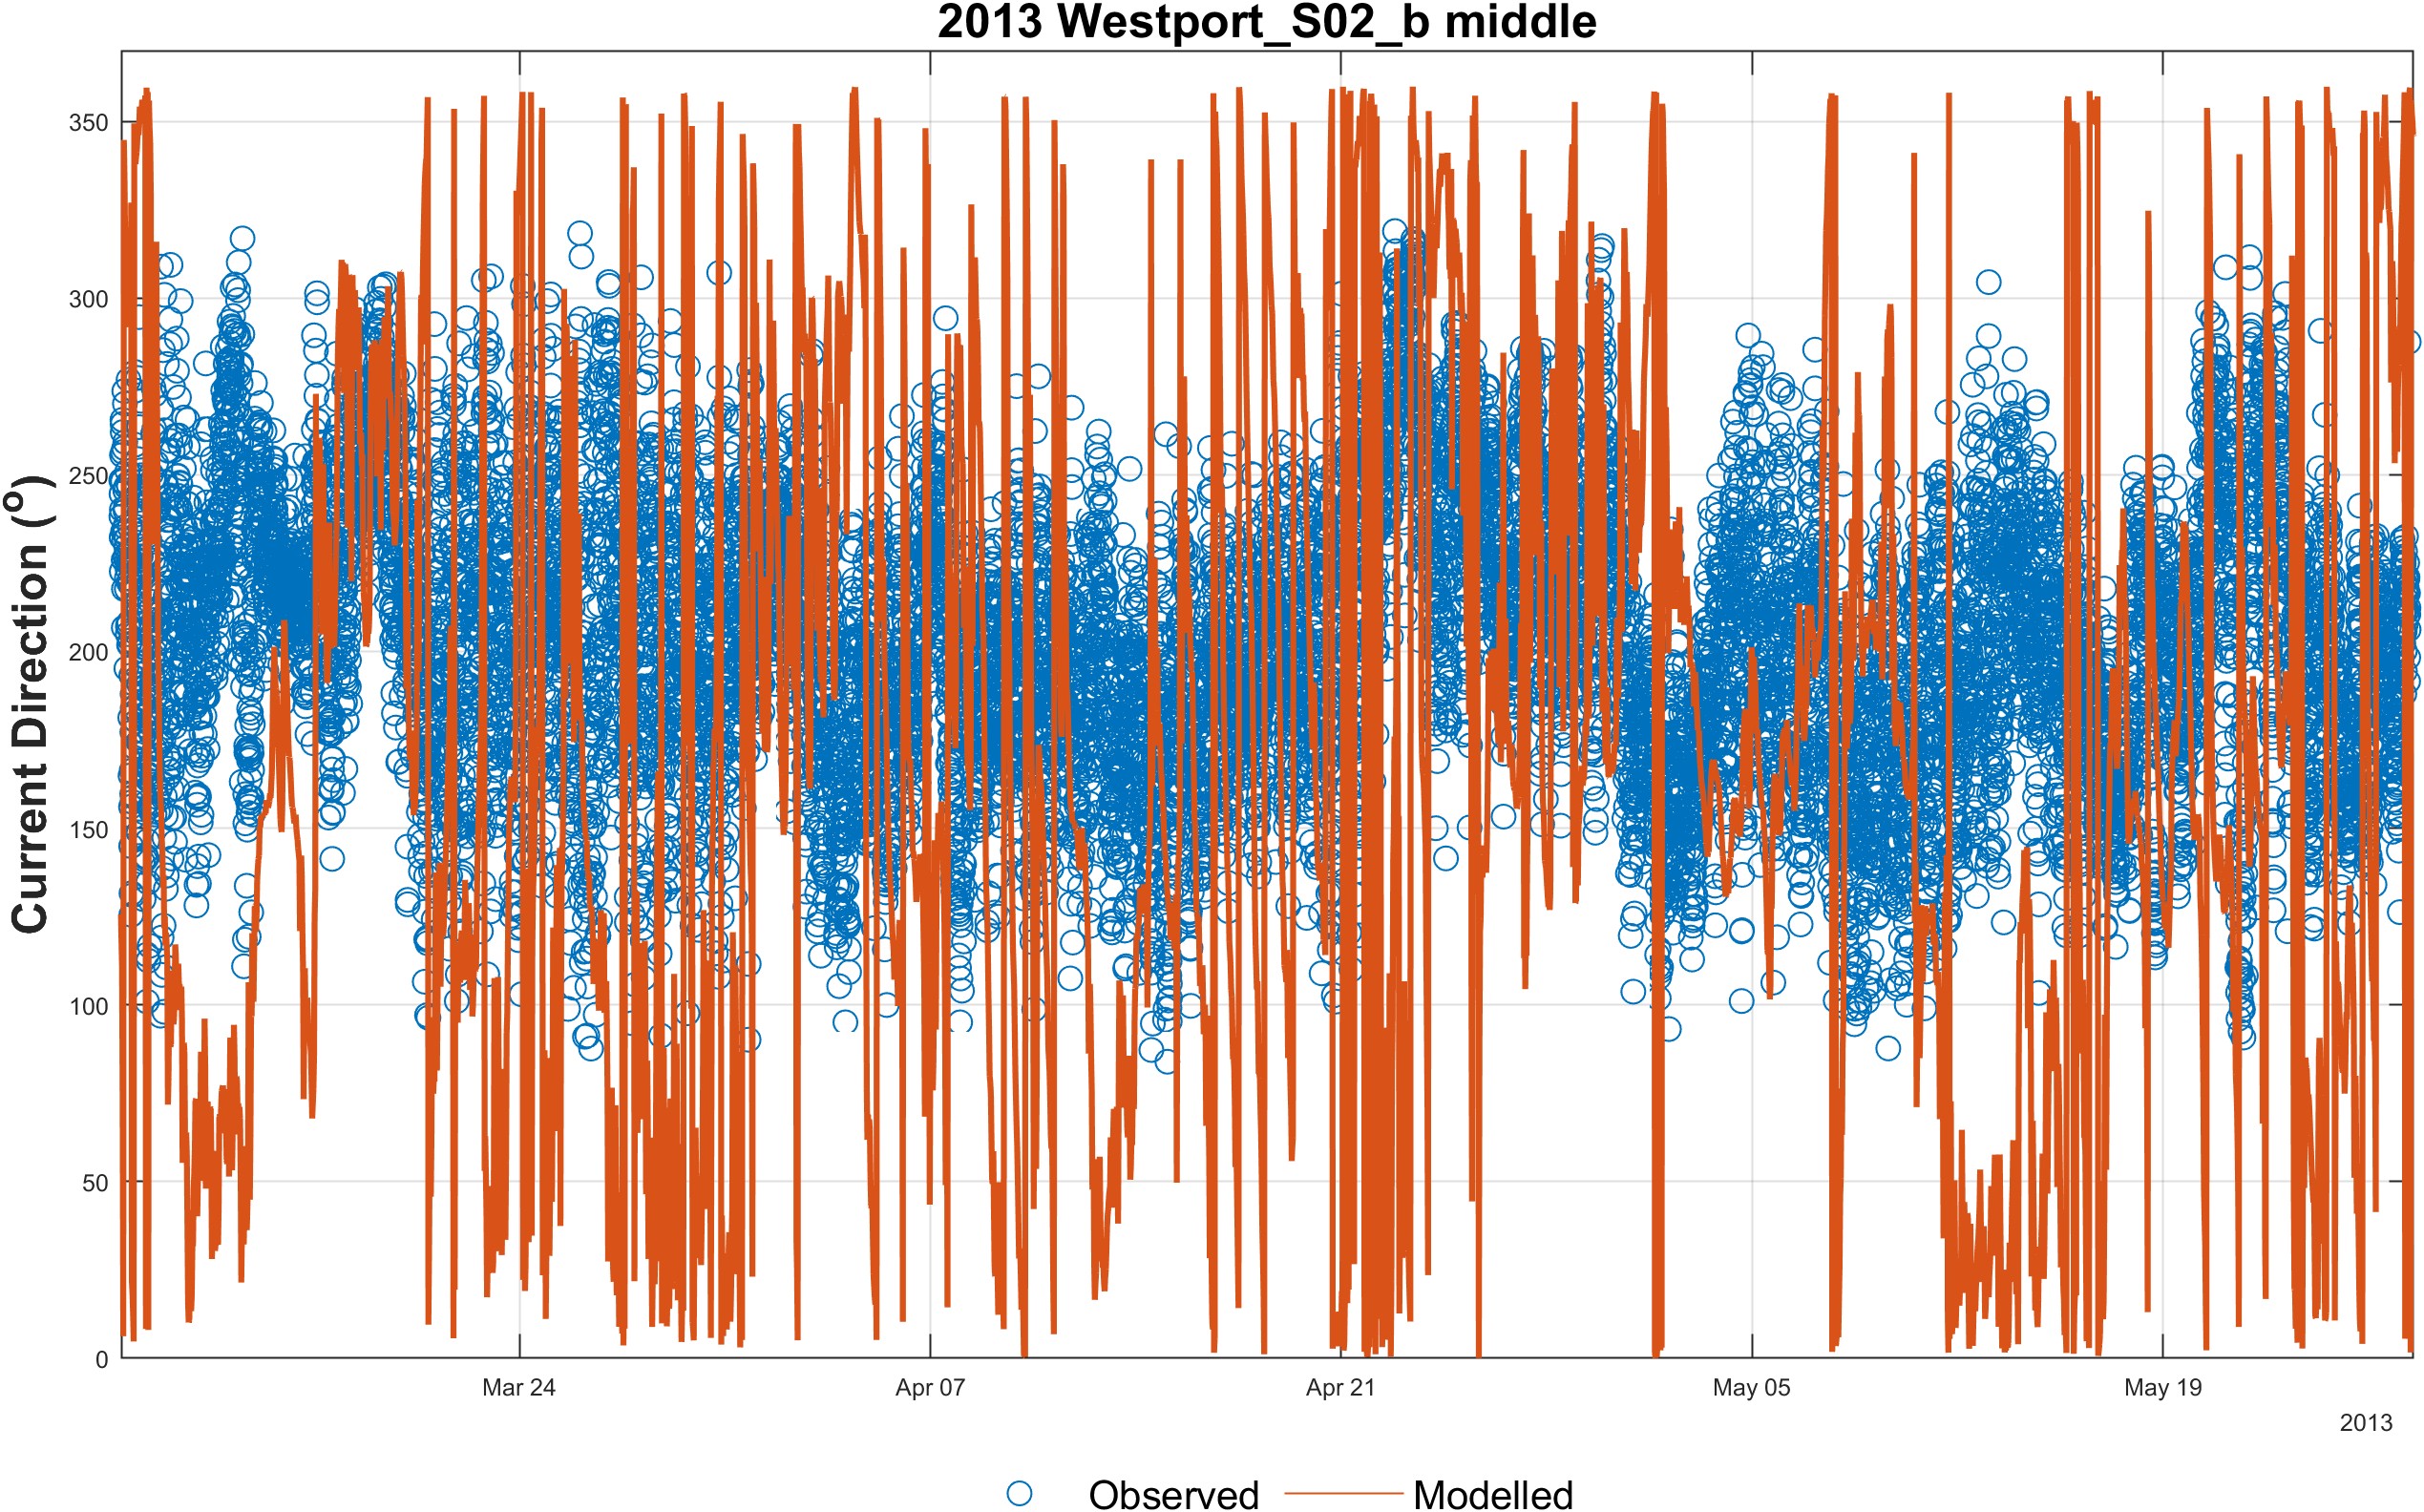 2013 Westport_S02_b middle
Current Direction (º)
350
300
250
200
150
100
50
0
Mar 24 Apr 07 Apr 21 May 05 May 19
2013
Observed Modelled